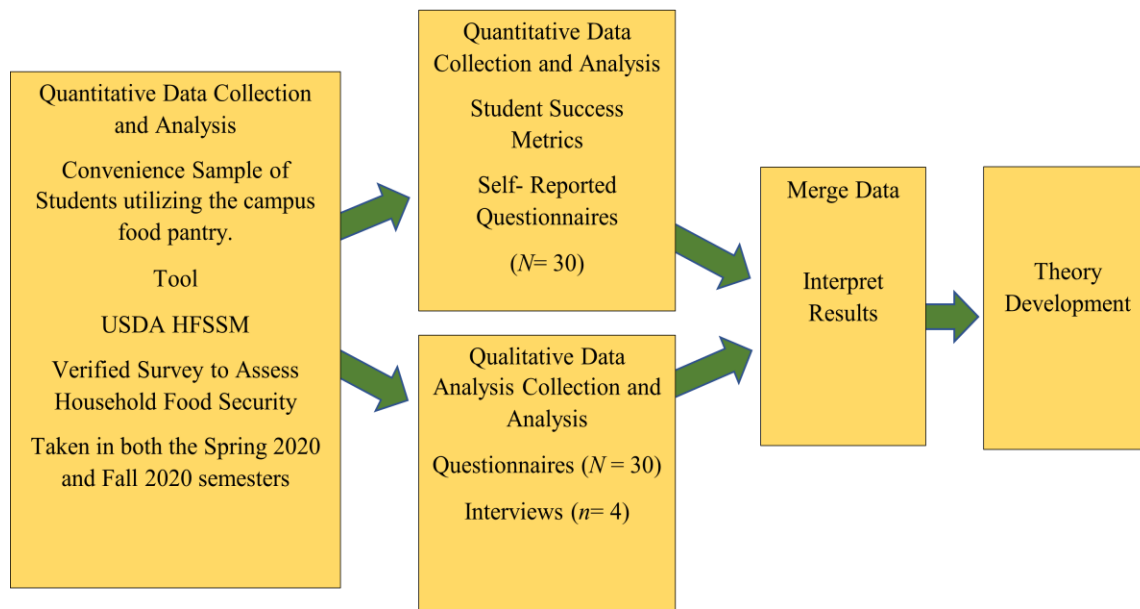 Quantitative Data Collection
and Analysis
Convenience Sample of
Students utilizing the campus
food pantry.
Tool
USDA HFSSM
Verified Survey to Assess
Household Food Security
Taken in both the Spring 2020
and Fall 2020 semesters
Quantitative Data
Collection and Analysis
Student Success
Metrics
Self- Reported
Questionnaires
(N= 30)
Qualitative Data
Analysis Collection and
Analysis
Questionnaires (N = 30)
Interviews (n= 4)
Merge Data
Interpret
Results
Theory
Development